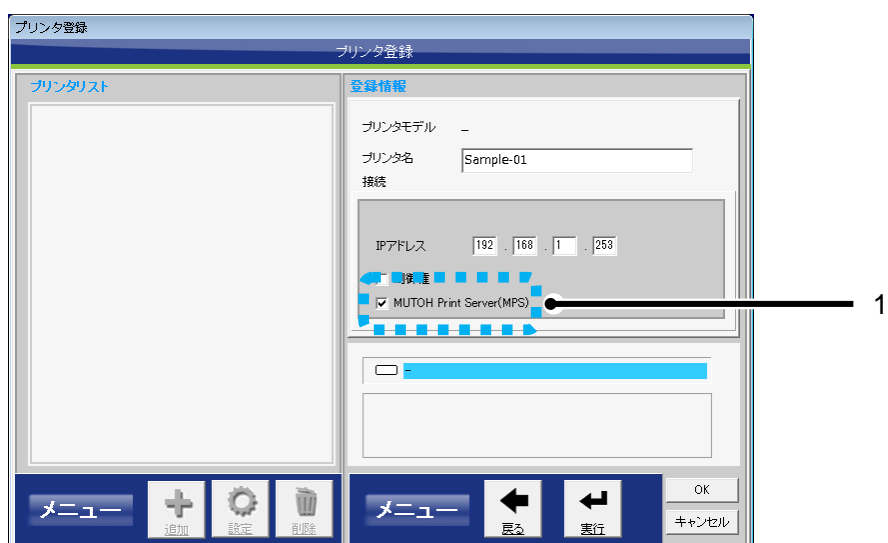 プリンタ登録
プリンタ登録
プリンタリスト
登録情報
プリンタモデル －
プリンタ名 Sample-01
接続
IPアドレス 192 . 168 . 1 . 253
制御権
MUTOH Print Server(MPS)
1
-
メニュー
追加
設定
削除
メニュー
戻る
実行
OK
キャンセル